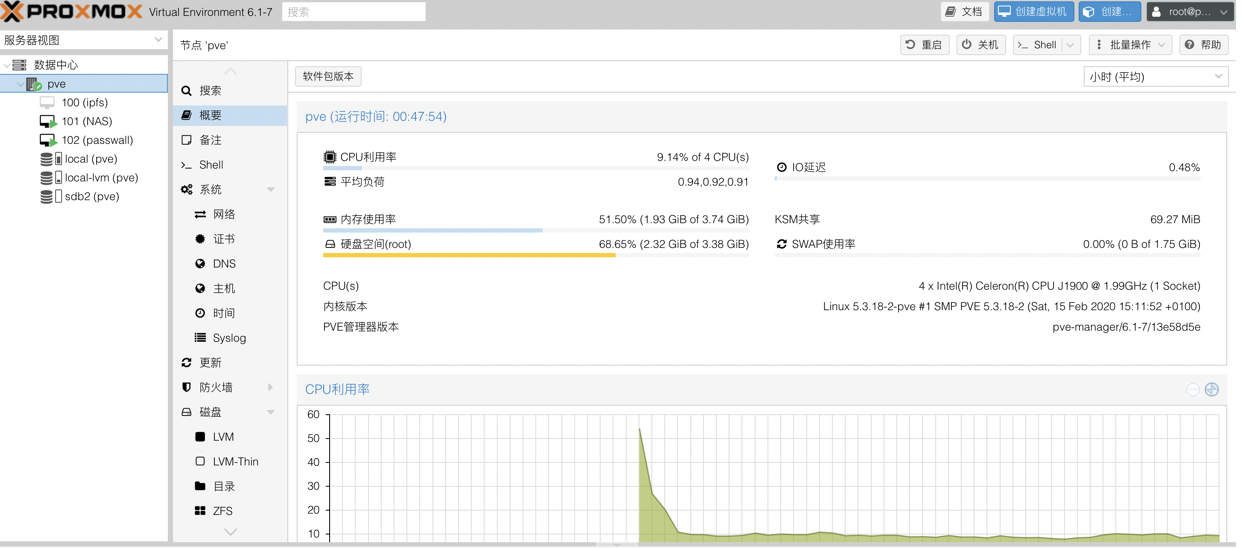 PROXMOX Virtual Environment 6.1-7 搜索 文档 创建虚拟机 创建... root@p...
服务器视图
数据中心
pve
100 (ipfs)
101 (NAS)
102 (passwall)
local (pve)
local-lvm (pve)
sdb2 (pve)
节点 'pve' 重启 关机 Shell 批量操作 帮助
搜索
概要
备注
Shell
系统
网络
证书
DNS
主机
时间
Syslog
更新
防火墙
磁盘
LVM
LVM-Thin
目录
ZFS
软件包版本 小时 (平均)
pve (运行时间: 00:47:54)
CPU利用率 9.14% of 4 CPU(s)
平均负荷 0.94,0.92,0.91
IO延迟 0.48%
内存使用率 51.50% (1.93 GiB of 3.74 GiB)
KSM共享 69.27 MiB
硬盘空间(root) 68.65% (2.32 GiB of 3.38 GiB)
SWAP使用率 0.00% (0 B of 1.75 GiB)
CPU(s) 4 x Intel(R) Celeron(R) CPU J1900 @ 1.99GHz (1 Socket)
内核版本 Linux 5.3.18-2-pve #1 SMP PVE 5.3.18-2 (Sat, 15 Feb 2020 15:11:52 +0100)
PVE管理器版本 pve-manager/6.1-7/13e58d5e
CPU利用率
60
50
40
30
20
10